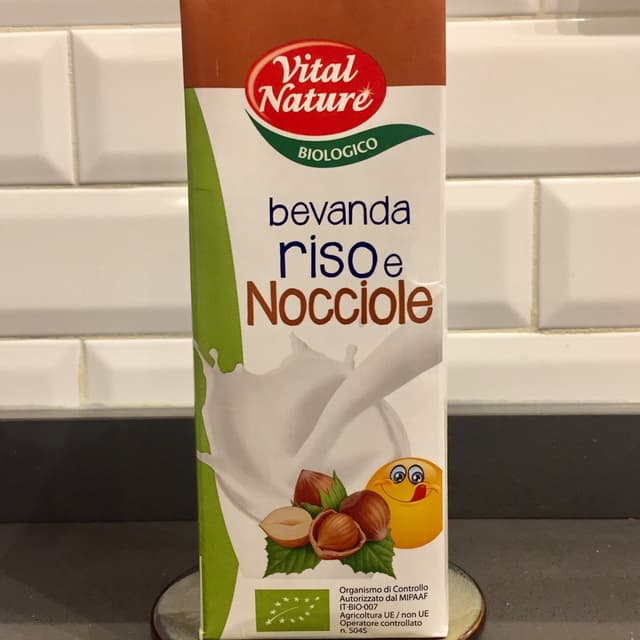 Vital
Nature
BIOLOGICO
bevanda
riso e
Nocciole
Organismo di Controllo
Autorizzato dal MIPAAF
IT-BIO-007
Agricoltura UE / non UE
Operatore controllato
n. 5045